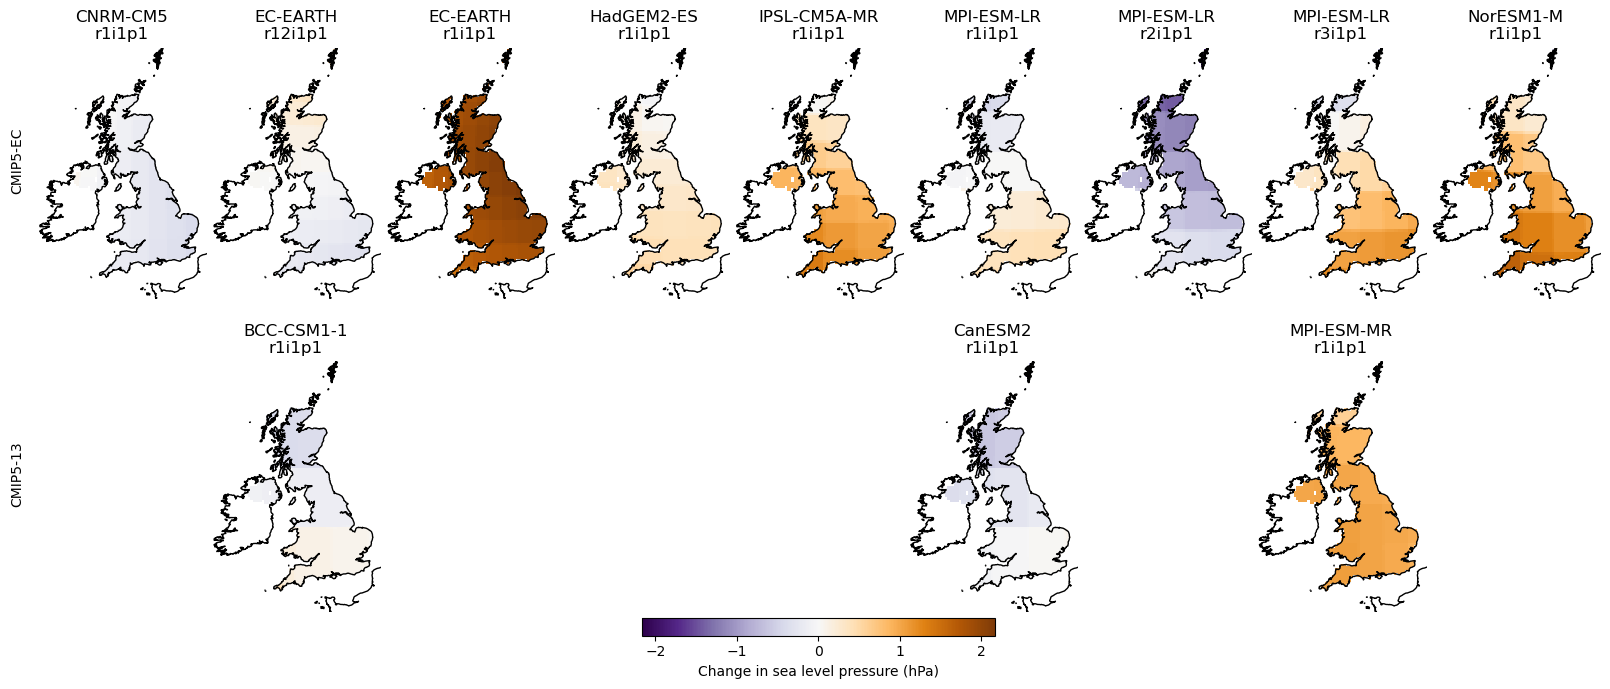 CNRM-CM5
r1i1p1
EC-EARTH
r12i1p1
EC-EARTH
r1i1p1
HadGEM2-ES
r1i1p1
IPSL-CM5A-MR
r1i1p1
MPI-ESM-LR
r1i1p1
MPI-ESM-LR
r2i1p1
MPI-ESM-LR
r3i1p1
NorESM1-M
r1i1p1
CMIP5-EC
BCC-CSM1-1
r1i1p1
CanESM2
r1i1p1
MPI-ESM-MR
r1i1p1
CMIP5-13
−2 −1 0 1 2
Change in sea level pressure (hPa)